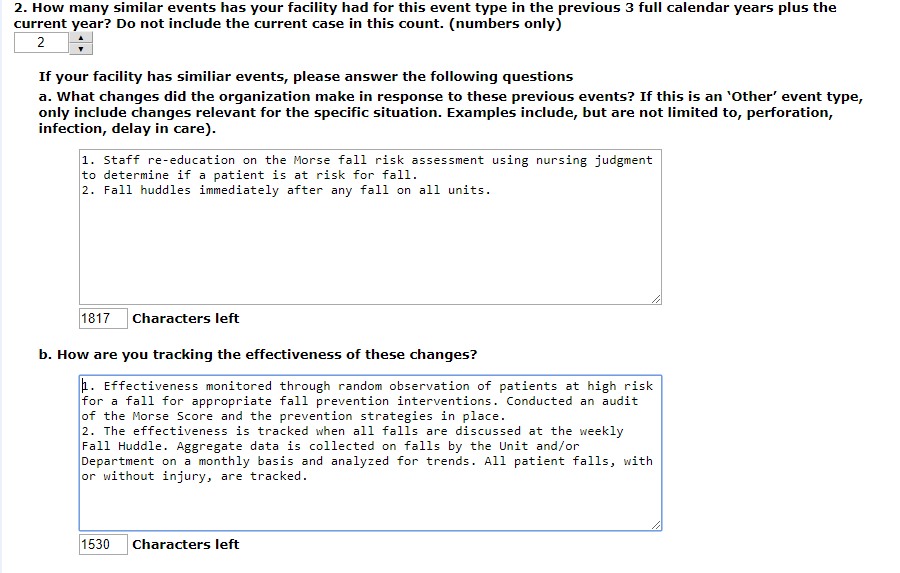 2. How many similar events has your facility had for this event type in the previous 3 full calendar years plus the
current year? Do not include the current case in this count. (numbers only)
2
If your facility has similiar events, please answer the following questions
a. What changes did the organization make in response to these previous events? If this is an 'Other' event type,
only include changes relevant for the specific situation. Examples include, but are not limited to, perforation,
infection, delay in care).
1. Staff re-education on the Morse fall risk assessment using nursing judgment
to determine if a patient is at risk for fall.
2. Fall huddles immediately after any fall on all units.
1817 Characters left
b. How are you tracking the effectiveness of these changes?
1. Effectiveness monitored through random observation of patients at high risk
for a fall for appropriate fall prevention interventions. Conducted an audit
of the Morse Score and the prevention strategies in place.
2. The effectiveness is tracked when all falls are discussed at the weekly
Fall Huddle. Aggregate data is collected on falls by the Unit and/or
Department on a monthly basis and analyzed for trends. All patient falls, with
or without injury, are tracked.
1530 Characters left